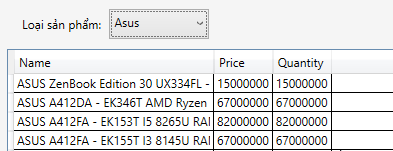 Loại sản phẩm: Asus
Name Price Quantity
ASUS ZenBook Edition 30 UX334FL - 15000000 15000000
ASUS A412DA - EK346T AMD Ryzen 67000000 67000000
ASUS A412FA - EK153T I5 8265U RAI 82000000 82000000
ASUS A412FA - EK155T I3 8145U RAI 67000000 67000000